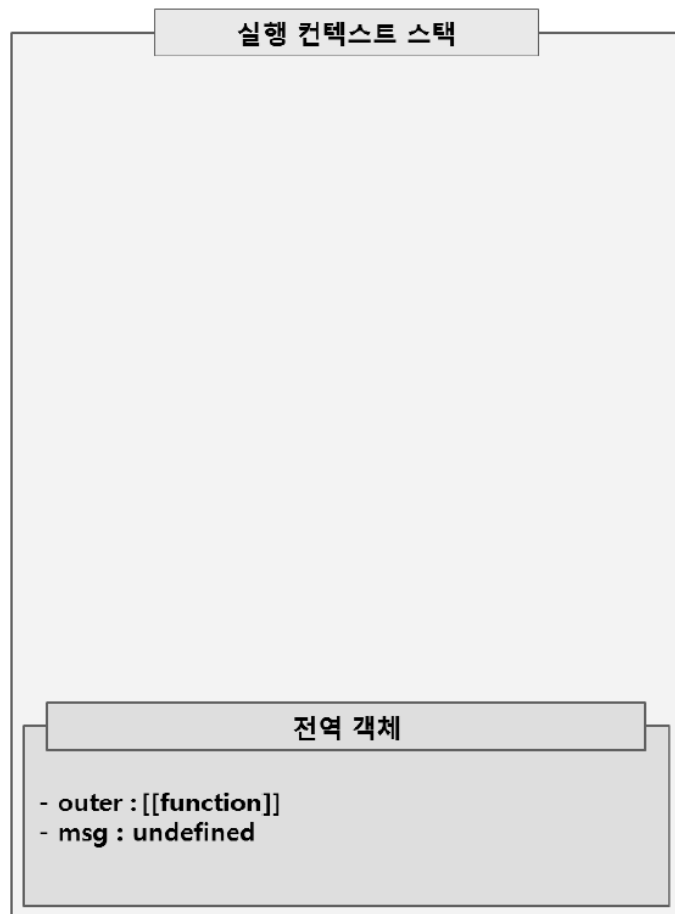 실행 컨텍스트 스택
전역 객체
- outer : [[function]]
- msg : undefined